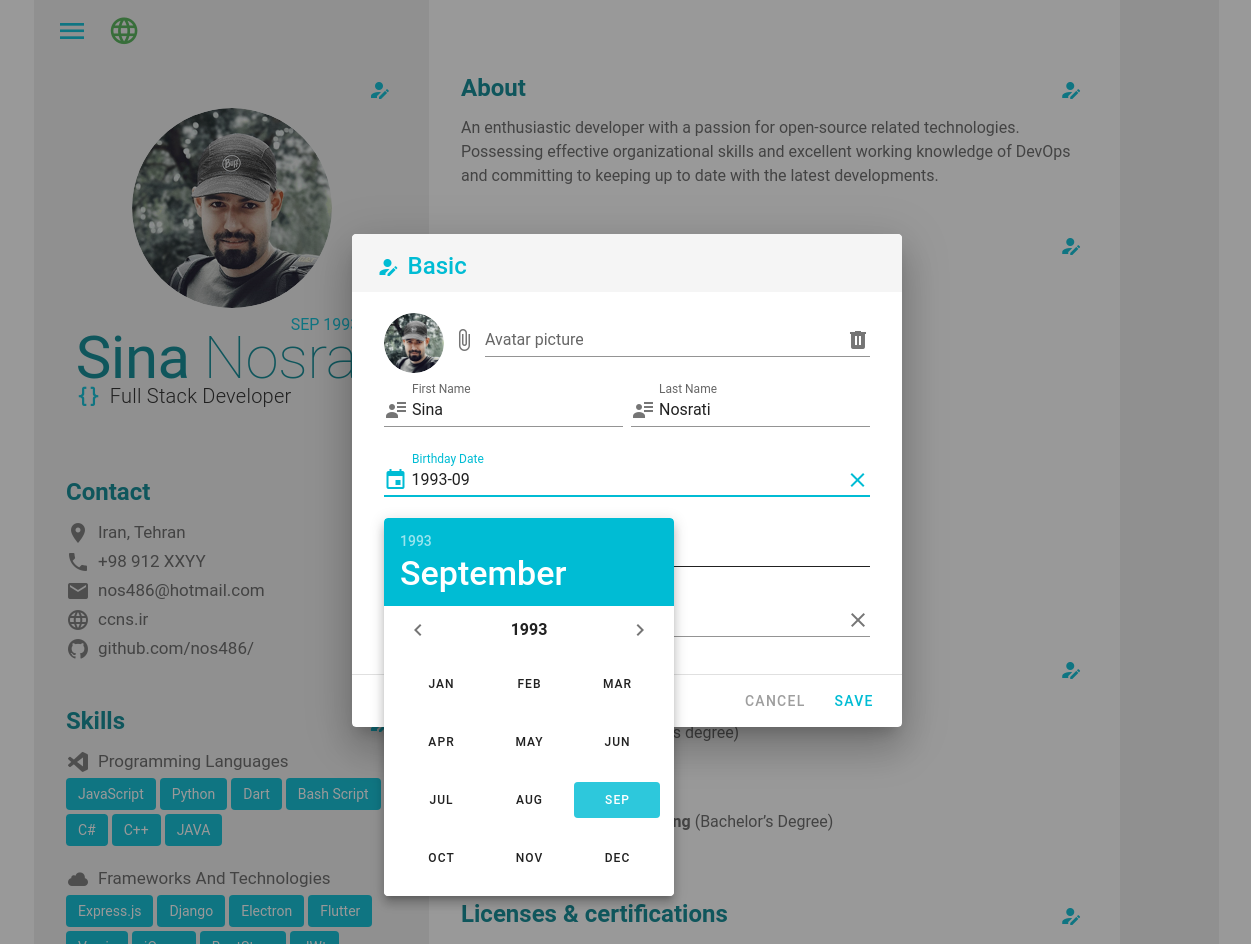 About
An enthusiastic developer with a passion for open-source related technologies.
Possessing effective organizational skills and excellent working knowledge of DevOps
and committing to keeping up to date with the latest developments.
Buff
SEP 1993
Sina Nosra
{} Full Stack Developer
Contact
Iran, Tehran
+98 912 XXYY
nos486@hotmail.com
ccns.ir
github.com/nos486/
Skills
Programming Languages
JavaScript Python Dart Bash Script
C# C++ JAVA
Frameworks And Technologies
Express.js Django Electron Flutter
Basic
Avatar picture
First Name
Sina
Last Name
Nosrati
Birthday Date
1993-09
1993
September
1993
JAN FEB MAR
APR MAY JUN
JUL AUG SEP
OCT NOV DEC
CANCEL SAVE
s degree)
ng (Bachelor’s Degree)
Licenses & certifications